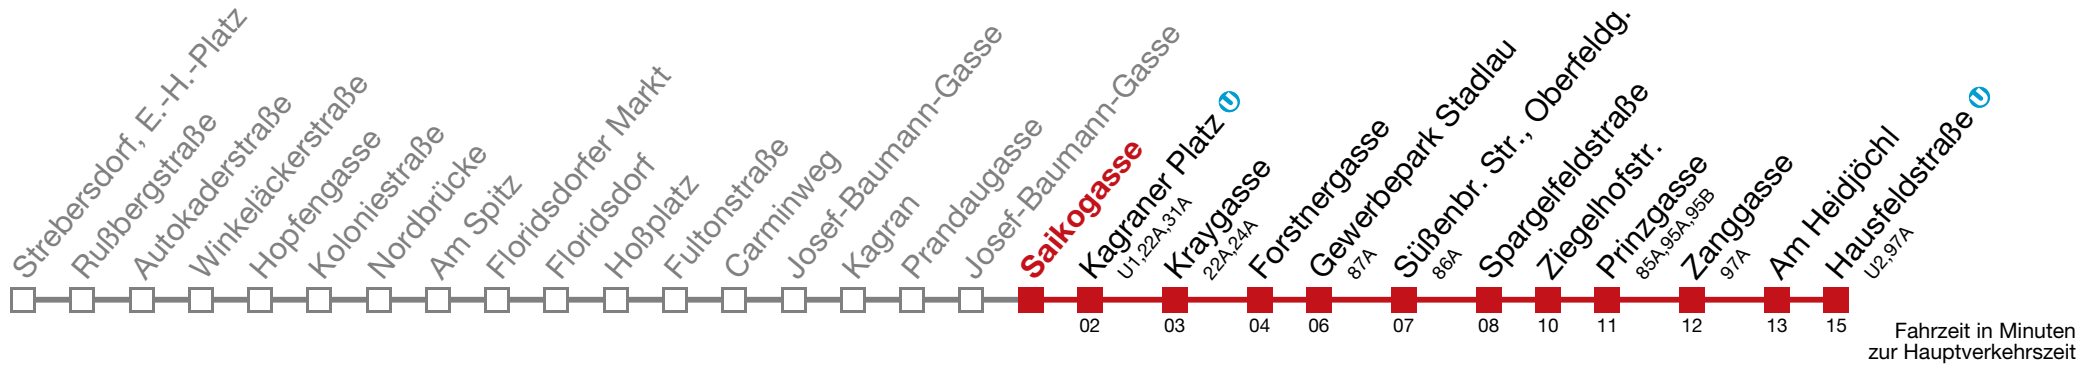 Strebersdorf, E.-H.-Platz
Rußbergstraße
Autokaderstraße
Winkeläckerstraße
Hopfengasse
Koloniestraße
Nordbrücke
Am Spitz
Floridsdorfer Markt
Floridsdorf
Hoßplatz
Fultonstraße
Carminweg
Josef-Baumann-Gasse
Kagran
Prandaugasse
Josef-Baumann-Gasse
Saikogasse
Kagraner Platz U
U1,22A,31A
Kraygasse
22A,24A
Forstnergasse
Gewerbepark Stadlau
87A
Süßenbr. Str., Oberfeldg.
86A
Spargelfeldstraße
Ziegelhofstr.
Prinzgasse
85A,95A,95B
Zanggasse
97A
Am Heidjöchl
Hausfeldstraße U
U2,97A
02 03 04 06 07 08 10 11 12 13 15
Fahrzeit in Minuten
zur Hauptverkehrszeit